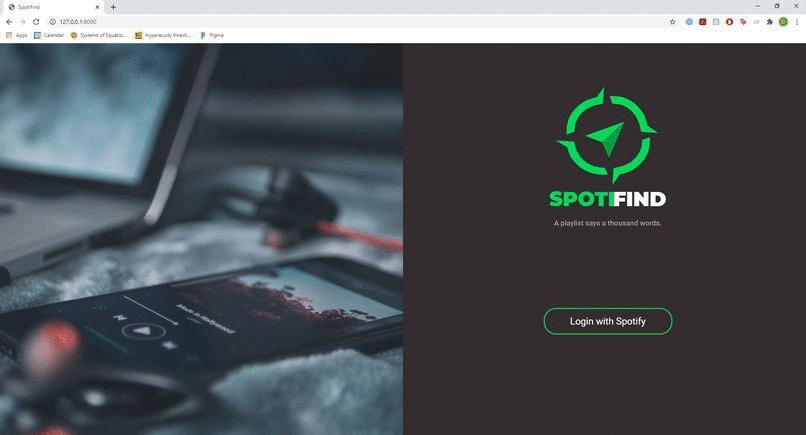 SpotiFind
127.0.0.1:8000
Apps
Calendar
Systems of Equatio...
Hyperacuity thresh...
Figma
SPOTIFIND
A playlist says a thousand words.
Made in Hollywood
Login with Spotify